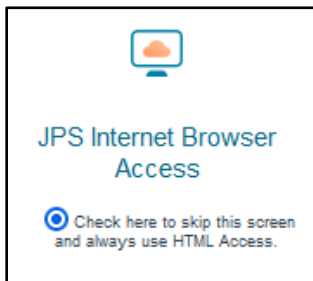 JPS Internet Browser
Access
Check here to skip this screen
and always use HTML Access.